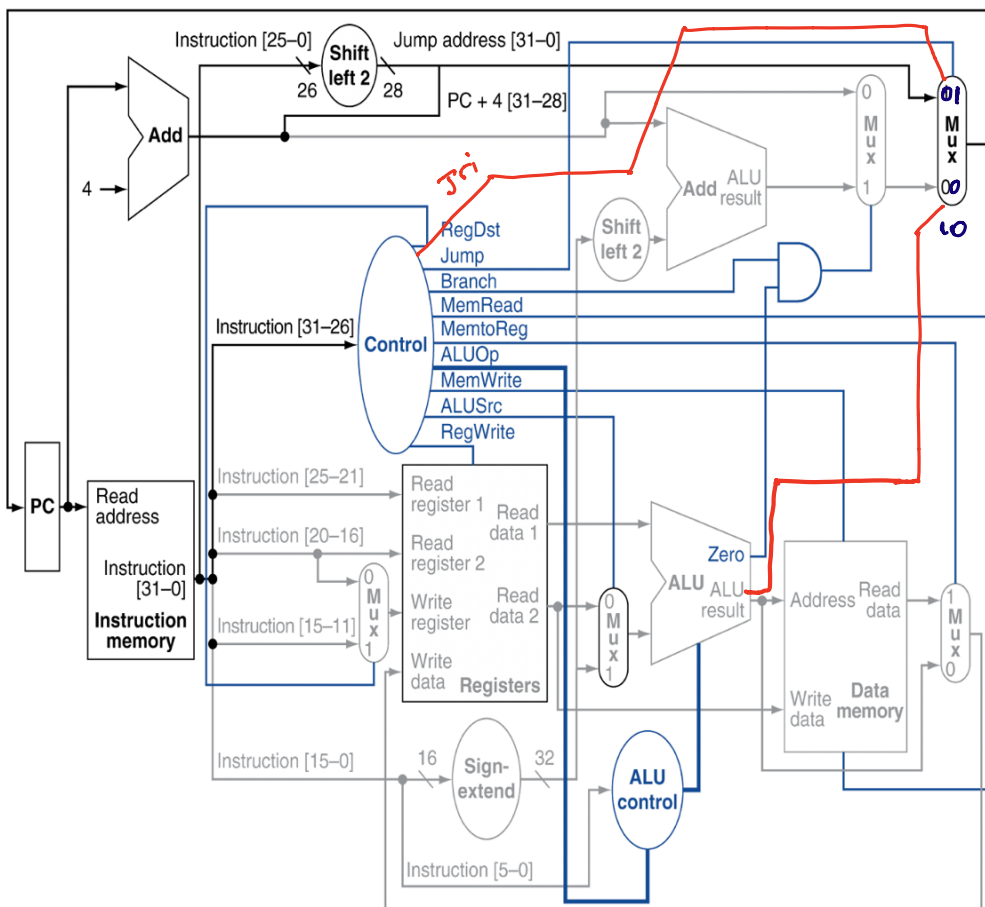 Instruction [25–0]
Shift
left 2
Jump address [31–0]
26
28
PC + 4 [31–28]
Add
4
0
M
u
x
1
01
M
u
x
00
10
Add
ALU
result
Shift
left 2
Jri
RegDst
Jump
Branch
MemRead
MemtoReg
ALUOp
MemWrite
ALUSrc
RegWrite
Instruction [31–26]
Control
PC
Read
address
Instruction
[31–0]
Instruction
memory
Instruction [25–21]
Instruction [20–16]
Instruction [15–11]
0
M
u
x
1
Read
register 1
Read
register 2
Write
register
Write
data
Read
data 1
Read
data 2
Registers
0
M
u
x
1
Zero
ALU
ALU
result
Address
Read
data
Write
data
Data
memory
1
M
u
x
0
Instruction [15–0]
16
Sign-
extend
32
ALU
control
Instruction [5–0]